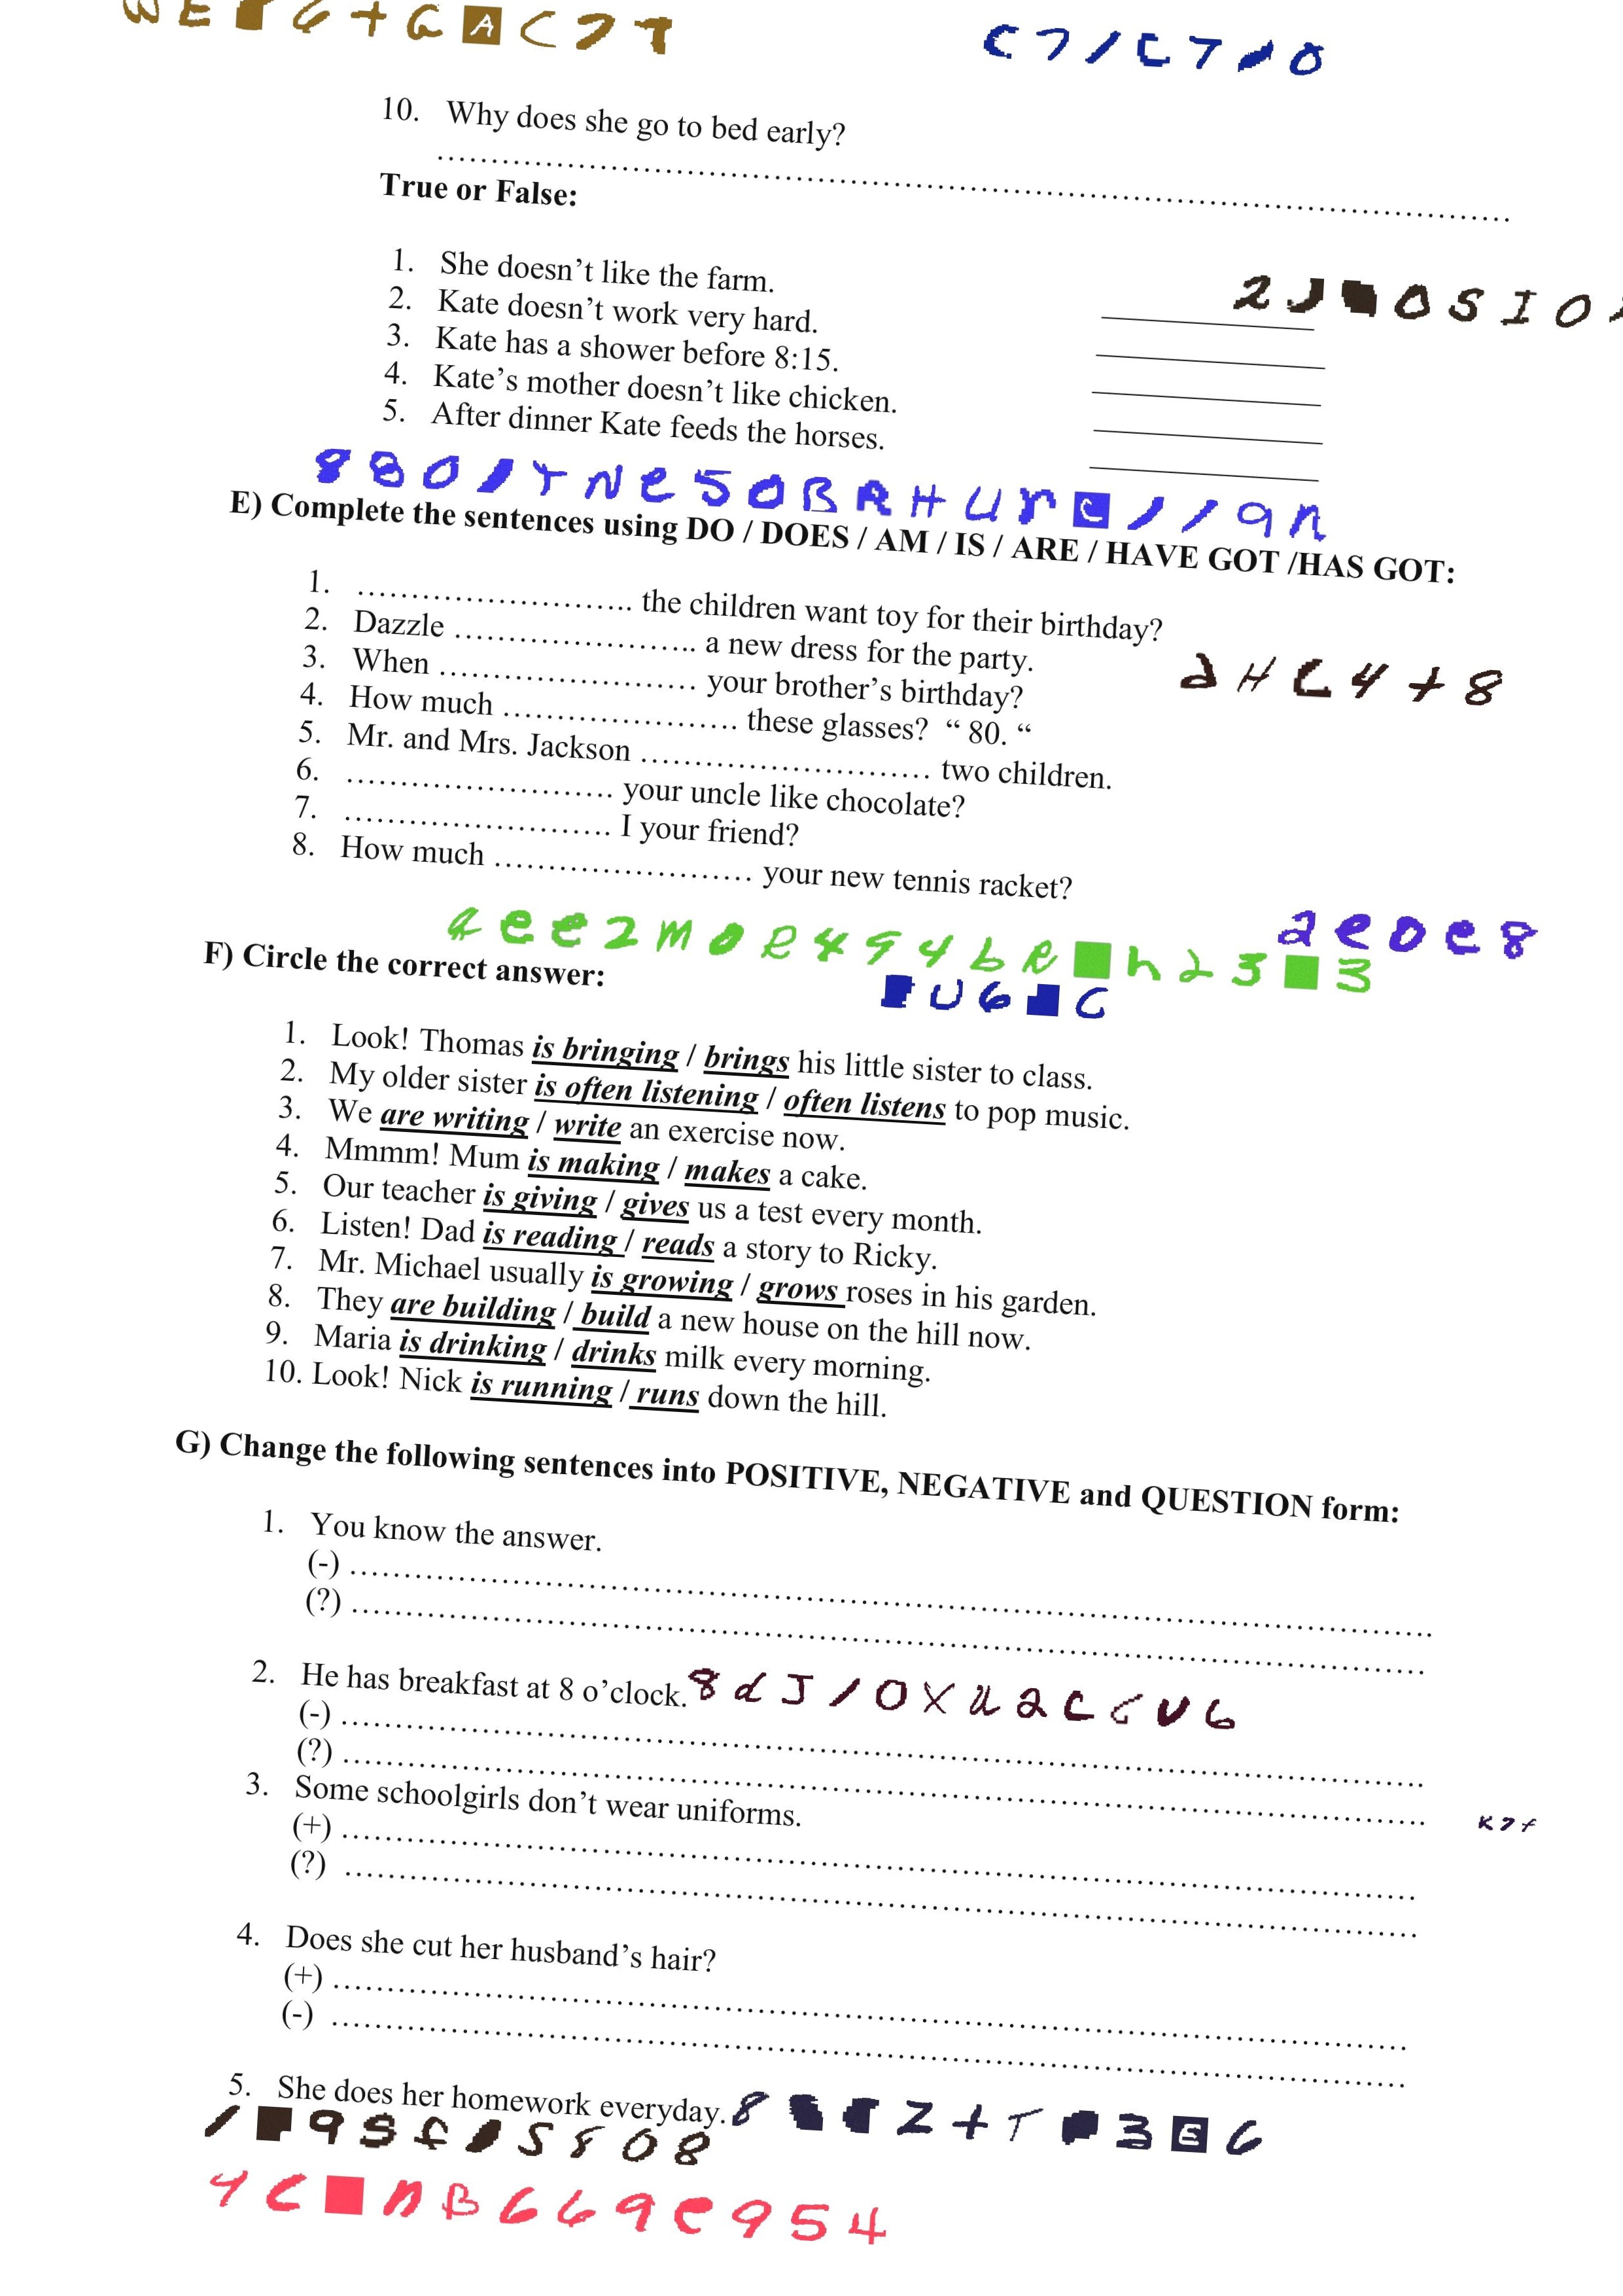 10. Why does she go to bed early?
……………………………………………………………………………………
True or False:
1. She doesn’t like the farm. ______________
2. Kate doesn’t work very hard. ______________
3. Kate has a shower before 8:15. ______________
4. Kate’s mother doesn’t like chicken. ______________
5. After dinner Kate feeds the horses. ______________
E) Complete the sentences using DO / DOES / AM / IS / ARE / HAVE GOT /HAS GOT:
1. …………………….. the children want toy for their birthday?
2. Dazzle ………………….. a new dress for the party.
3. When …………………… your brother’s birthday?
4. How much …………………. these glasses? “ 80. “
5. Mr. and Mrs. Jackson ……………………… two children.
6. ……………………. your uncle like chocolate?
7. ……………………. I your friend?
8. How much …………………… your new tennis racket?
F) Circle the correct answer:
1. Look! Thomas is bringing / brings his little sister to class.
2. My older sister is often listening / often listens to pop music.
3. We are writing / write an exercise now.
4. Mmmm! Mum is making / makes a cake.
5. Our teacher is giving / gives us a test every month.
6. Listen! Dad is reading / reads a story to Ricky.
7. Mr. Michael usually is growing / grows roses in his garden.
8. They are building / build a new house on the hill now.
9. Maria is drinking / drinks milk every morning.
10. Look! Nick is running / runs down the hill.
G) Change the following sentences into POSITIVE, NEGATIVE and QUESTION form:
1. You know the answer.
(-) ……………………………………………………………………………………
(?) ……………………………………………………………………………………
2. He has breakfast at 8 o’clock.
(-) ……………………………………………………………………………………
(?) ……………………………………………………………………………………
3. Some schoolgirls don’t wear uniforms.
(+) ……………………………………………………………………………………
(?) ……………………………………………………………………………………
4. Does she cut her husband’s hair?
(+) ……………………………………………………………………………………
(-) ……………………………………………………………………………………
5. She does her homework everyday.